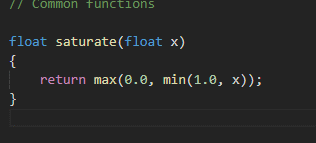 // Common functions
float saturate(float x)
{
    return max(0.0, min(1.0, x));
}